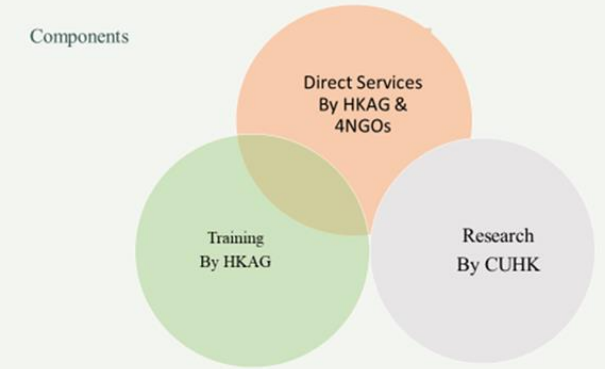 Components
Direct Services
By HKAG &
4NGOs
Training
By HKAG
Research
By CUHK